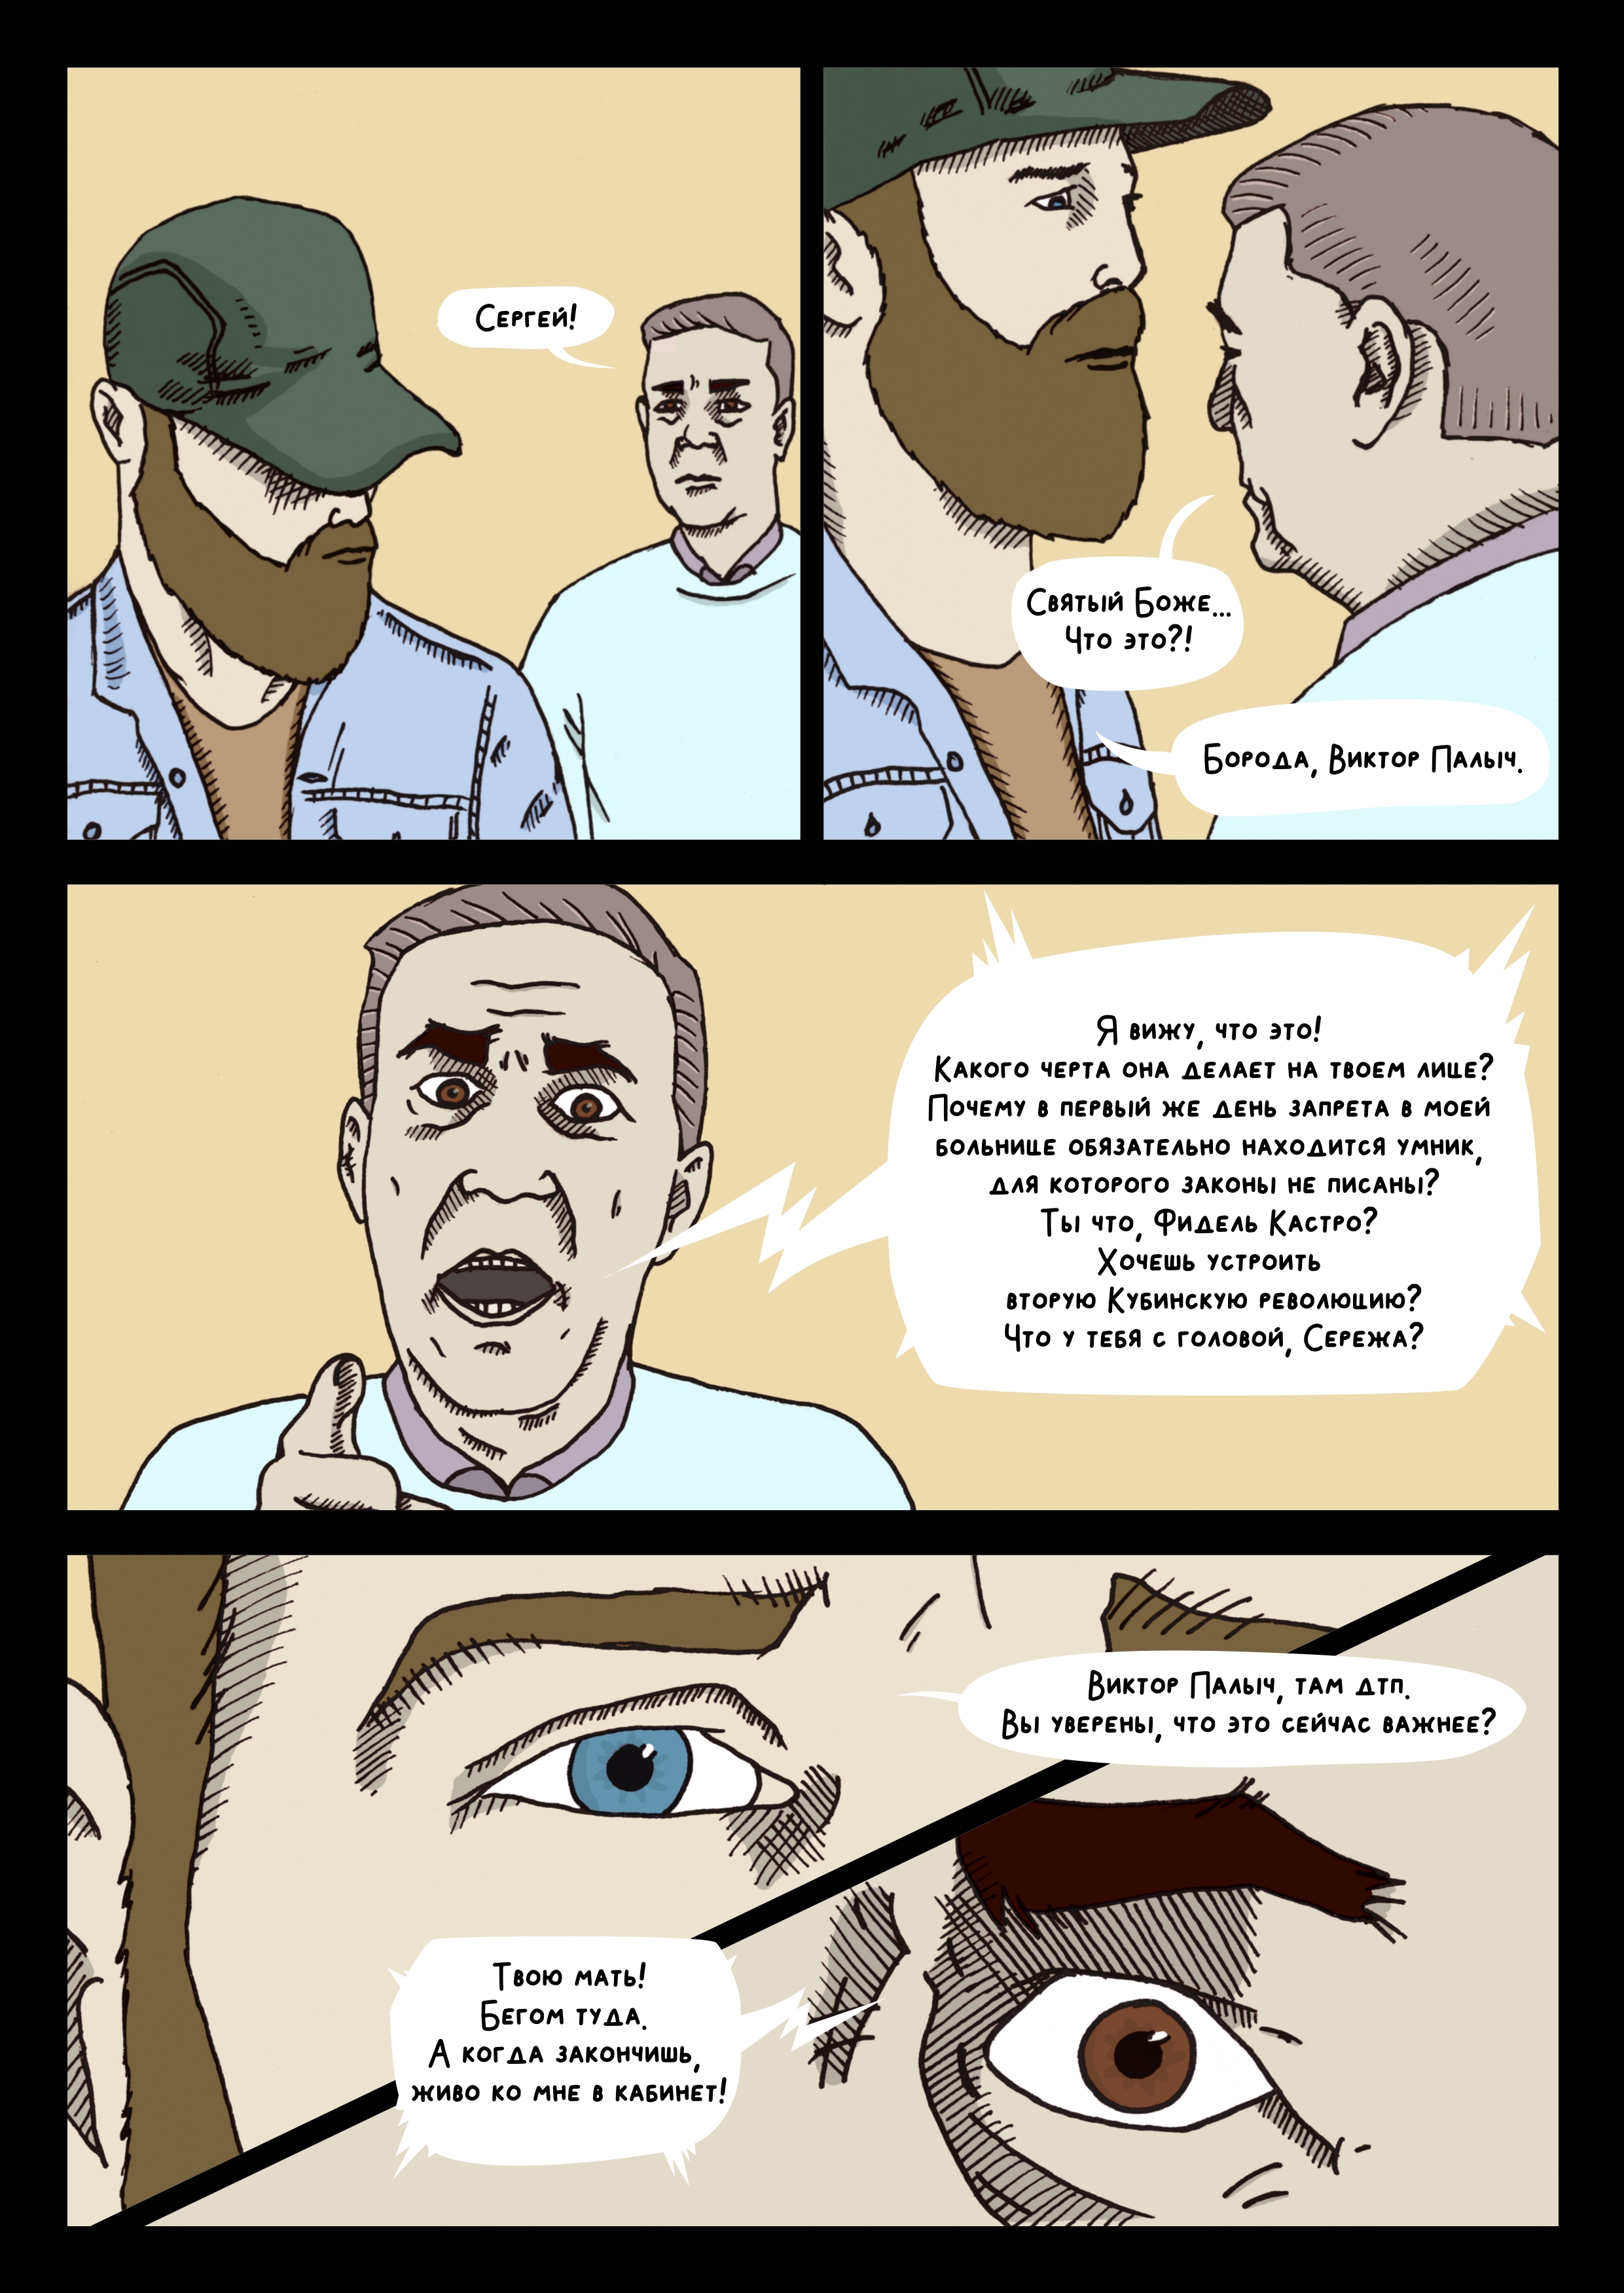 Сергей!
Святый Боже...
Что это?!
Борода, Виктор Палыч.
Я вижу, что это!
Какого черта она делает на твоем лице?
Почему в первый же день запрета в моей
больнице обязательно находится умник,
для которого законы не писаны?
Ты что, Фидель Кастро?
Хочешь устроить
вторую Кубинскую революцию?
Что у тебя с головой, Сережа?
Виктор Палыч, там дтп.
Вы уверены, что это сейчас важнее?
Твою мать!
Бегом туда.
А когда закончишь,
живо ко мне в кабинет!